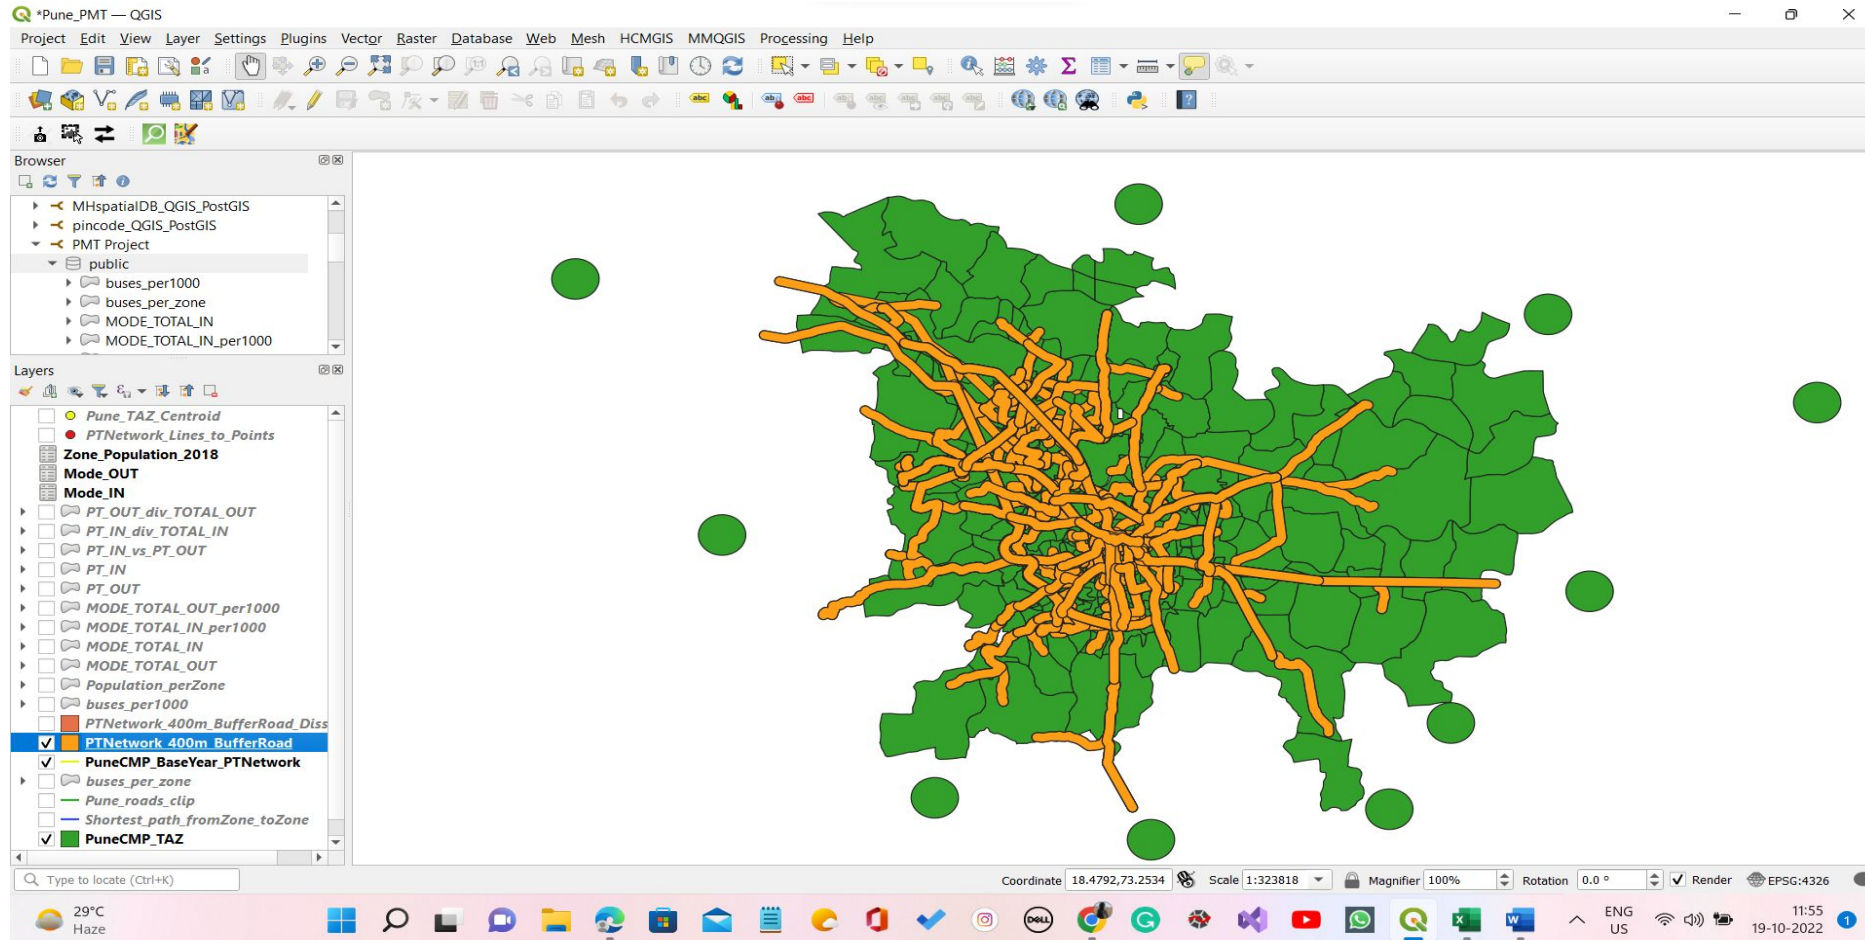 *Pune_PMT — QGIS
Project Edit View Layer Settings Plugins Vector Raster Database Web Mesh HCMGIS MMQGIS Processing Help
Browser
MHspatialDB_QGIS_PostGIS
pincode_QGIS_PostGIS
PMT Project
public
buses_per1000
buses_per_zone
MODE_TOTAL_IN
MODE_TOTAL_IN_per1000
Layers
Pune_TAZ_Centroid
PTNetwork_Lines_to_Points
Zone_Population_2018
Mode_OUT
Mode_IN
PT_OUT_div_TOTAL_OUT
PT_IN_div_TOTAL_IN
PT_IN_vs_PT_OUT
PT_IN
PT_OUT
MODE_TOTAL_OUT_per1000
MODE_TOTAL_IN_per1000
MODE_TOTAL_IN
MODE_TOTAL_OUT
Population_perZone
buses_per1000
PTNetwork_400m_BufferRoad_Diss
PTNetwork_400m_BufferRoad
PuneCMP_BaseYear_PTNetwork
buses_per_zone
Pune_roads_clip
Shortest_path_fromZone_toZone
PuneCMP_TAZ
Type to locate (Ctrl+K)
Coordinate 18.4792,73.2534 Scale 1:323818 Magnifier 100% Rotation 0.0 ° Render EPSG:4326
29°C
Haze
DELL
ENG
US
11:55
19-10-2022
1